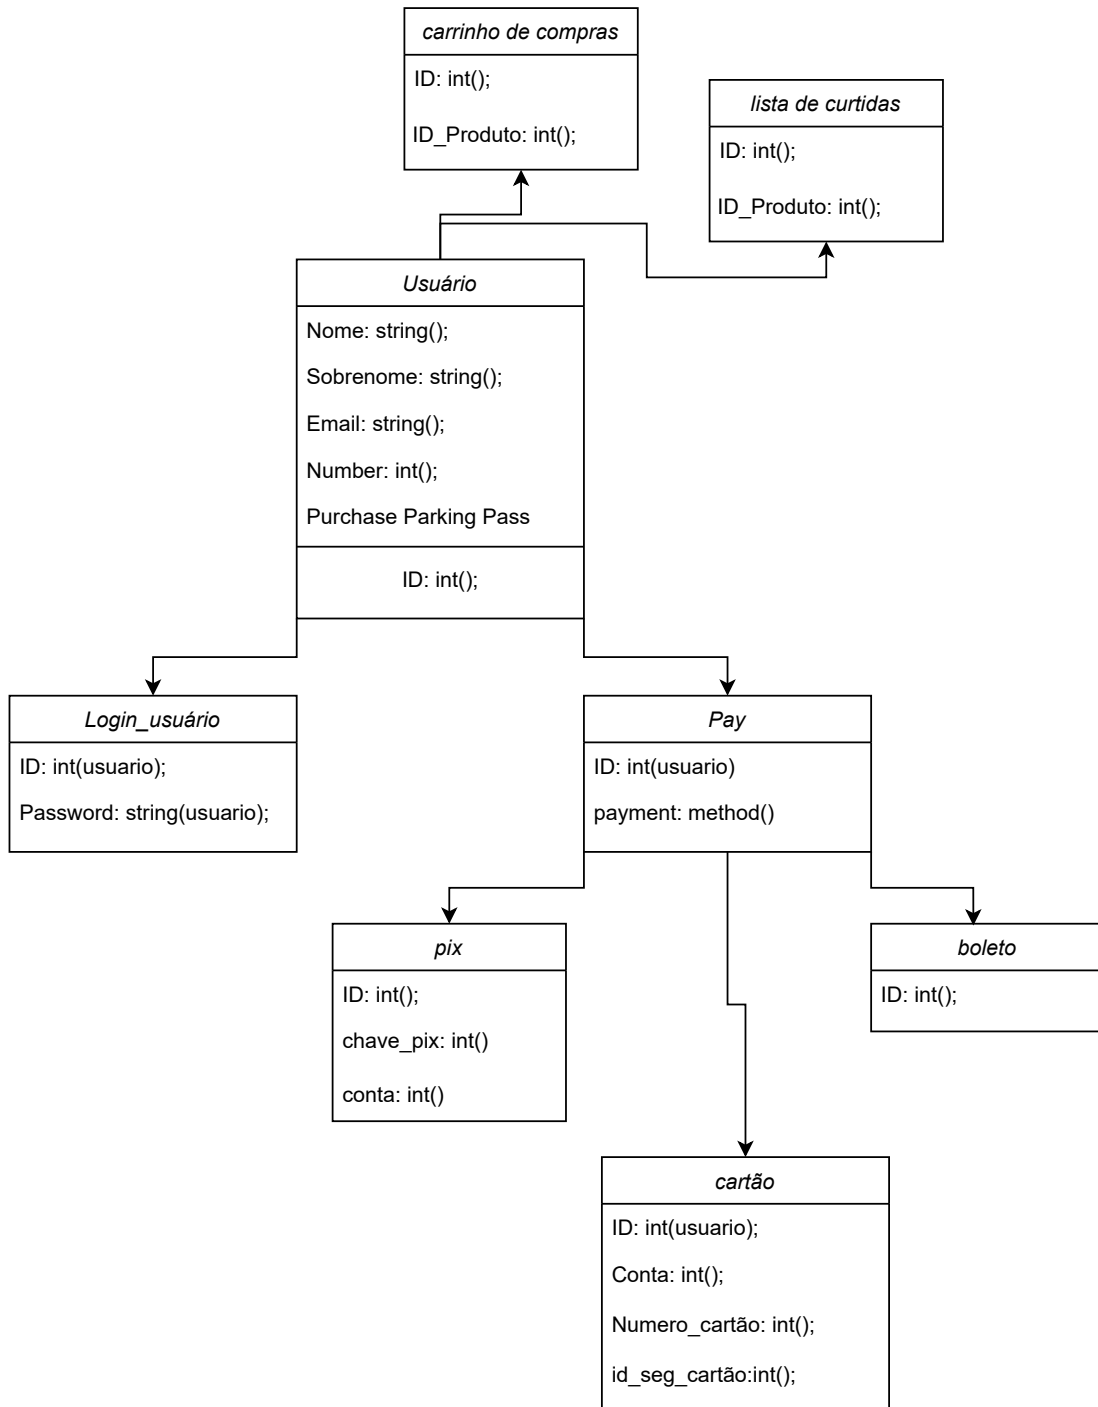 carrinho de compras
ID: int();
ID_Produto: int();
lista de curtidas
ID: int();
ID_Produto: int();
Usuário
Nome: string();
Sobrenome: string();
Email: string();
Number: int();
Purchase Parking Pass
ID: int();
Login_usuário
ID: int(usuario);
Password: string(usuario);
Pay
ID: int(usuario)
payment: method()
pix
ID: int();
chave_pix: int()
conta: int()
boleto
ID: int();
cartão
ID: int(usuario);
Conta: int();
Numero_cartão: int();
id_seg_cartão:int();